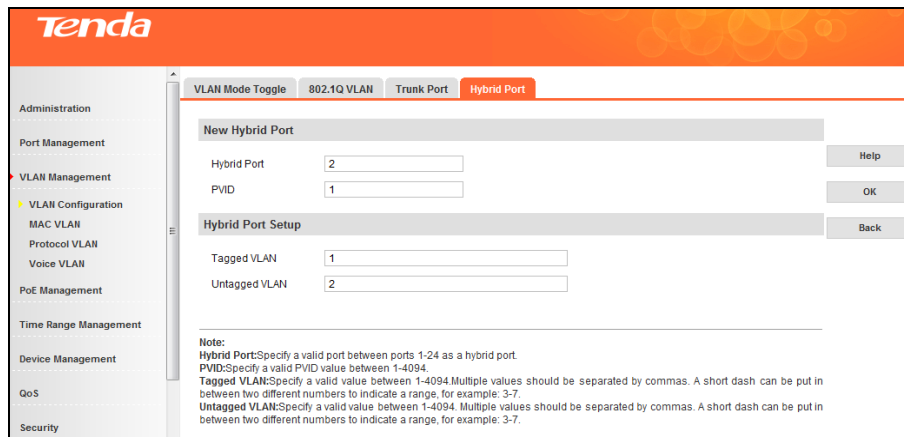 Tenda
VLAN Mode Toggle 802.1Q VLAN Trunk Port Hybrid Port
Administration
Port Management
VLAN Management
VLAN Configuration
MAC VLAN
Protocol VLAN
Voice VLAN
PoE Management
Time Range Management
Device Management
QoS
Security
New Hybrid Port
Hybrid Port 2
PVID 1
Hybrid Port Setup
Tagged VLAN 1
Untagged VLAN 2
Note:
Hybrid Port:Specify a valid port between ports 1-24 as a hybrid port.
PVID:Specify a valid PVID value between 1-4094.
Tagged VLAN:Specify a valid value between 1-4094.Multiple values should be separated by commas. A short dash can be put in
between two different numbers to indicate a range, for example: 3-7.
Untagged VLAN:Specify a valid value between 1-4094. Multiple values should be separated by commas. A short dash can be put in
between two different numbers to indicate a range, for example: 3-7.
Help
OK
Back